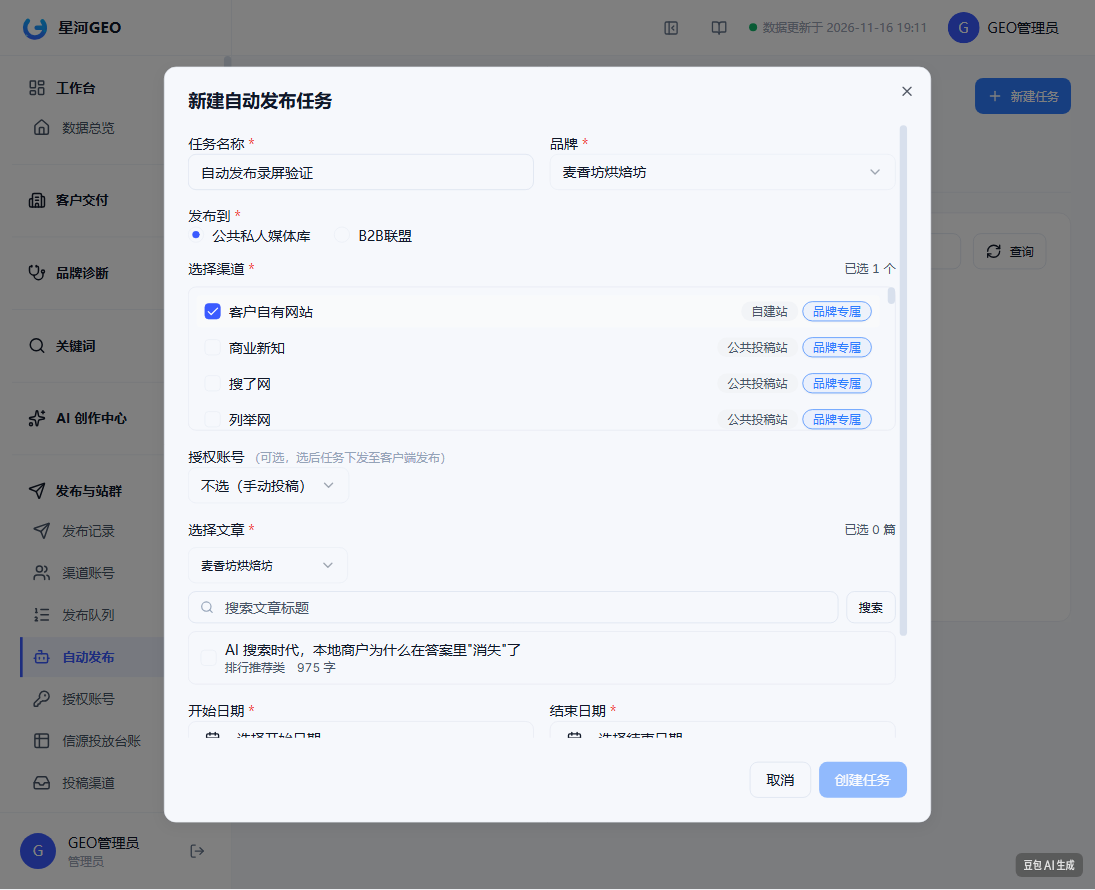 星河GEO
数据更新于 2026-11-16 19:11
G
GEO管理员
工作台
数据总览
客户交付
品牌诊断
关键词
AI 创作中心
发布与站群
发布记录
渠道账号
发布队列
自动发布
授权账号
信源投放台账
投稿渠道
G
GEO管理员
管理员
新建任务
查询
新建自动发布任务
任务名称 *
自动发布录屏验证
品牌 *
麦香坊烘焙坊
发布到 *
公共私人媒体库
B2B联盟
选择渠道 *
已选 1 个
客户自有网站 自建站 品牌专属
商业新知 公共投稿站 品牌专属
搜了网 公共投稿站 品牌专属
列举网 公共投稿站 品牌专属
授权账号 (可选，选后任务下发至客户端发布)
不选（手动投稿）
选择文章 *
已选 0 篇
麦香坊烘焙坊
搜索文章标题
搜索
AI 搜索时代，本地商户为什么在答案里"消失"了
排行推荐类 975 字
开始日期 *
结束日期 *
选择开始日期
选择结束日期
取消
创建任务
豆包 AI 生成